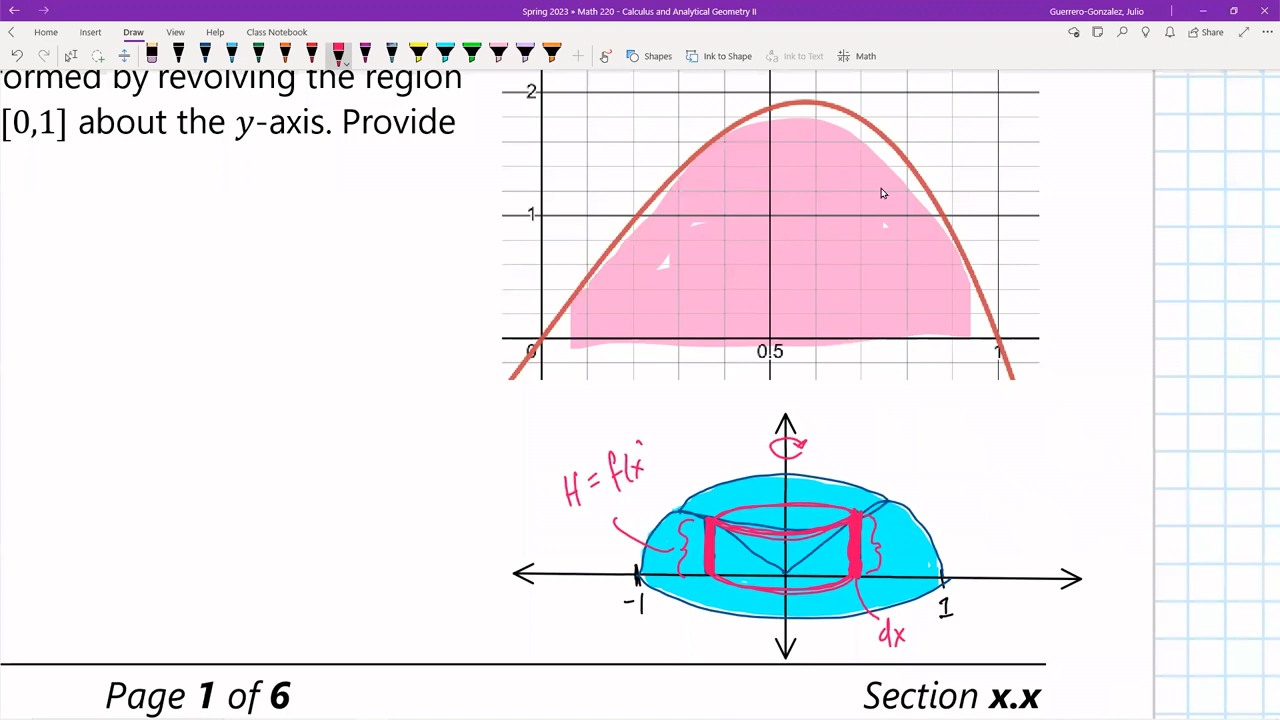 Spring 2023 » Math 220 - Calculus and Analytical Geometry II
Guerrero-Gonzalez, Julio
Home Insert Draw View Help Class Notebook
Share
Shapes Ink to Shape Ink to Text Math
ormed by revolving the region
[0,1] about the y-axis. Provide
2
1
0 0.5 1
H = f(x
-1 1
dx
Page 1 of 6 Section x.x